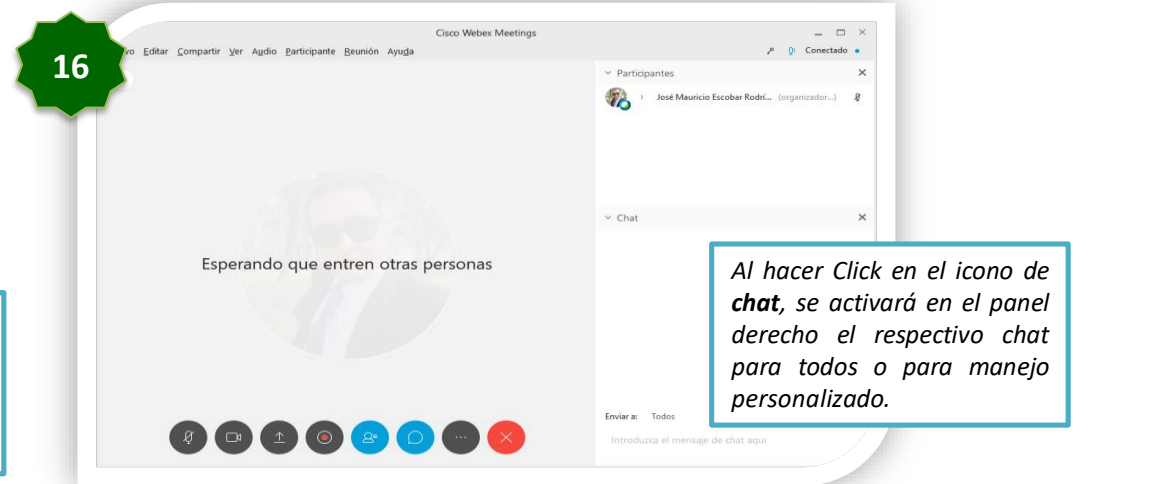 16
Cisco Webex Meetings
vo Editar Compartir Ver Audio Participante Reunión Ayuda
Conectado
Participantes
José Mauricio Escobar Rodrí... (organizador...)
Chat
Esperando que entren otras personas
Al hacer Click en el icono de
chat, se activará en el panel
derecho el respectivo chat
para todos o para manejo
personalizado.
Enviar a: Todos
Introduzca el mensaje de chat aquí